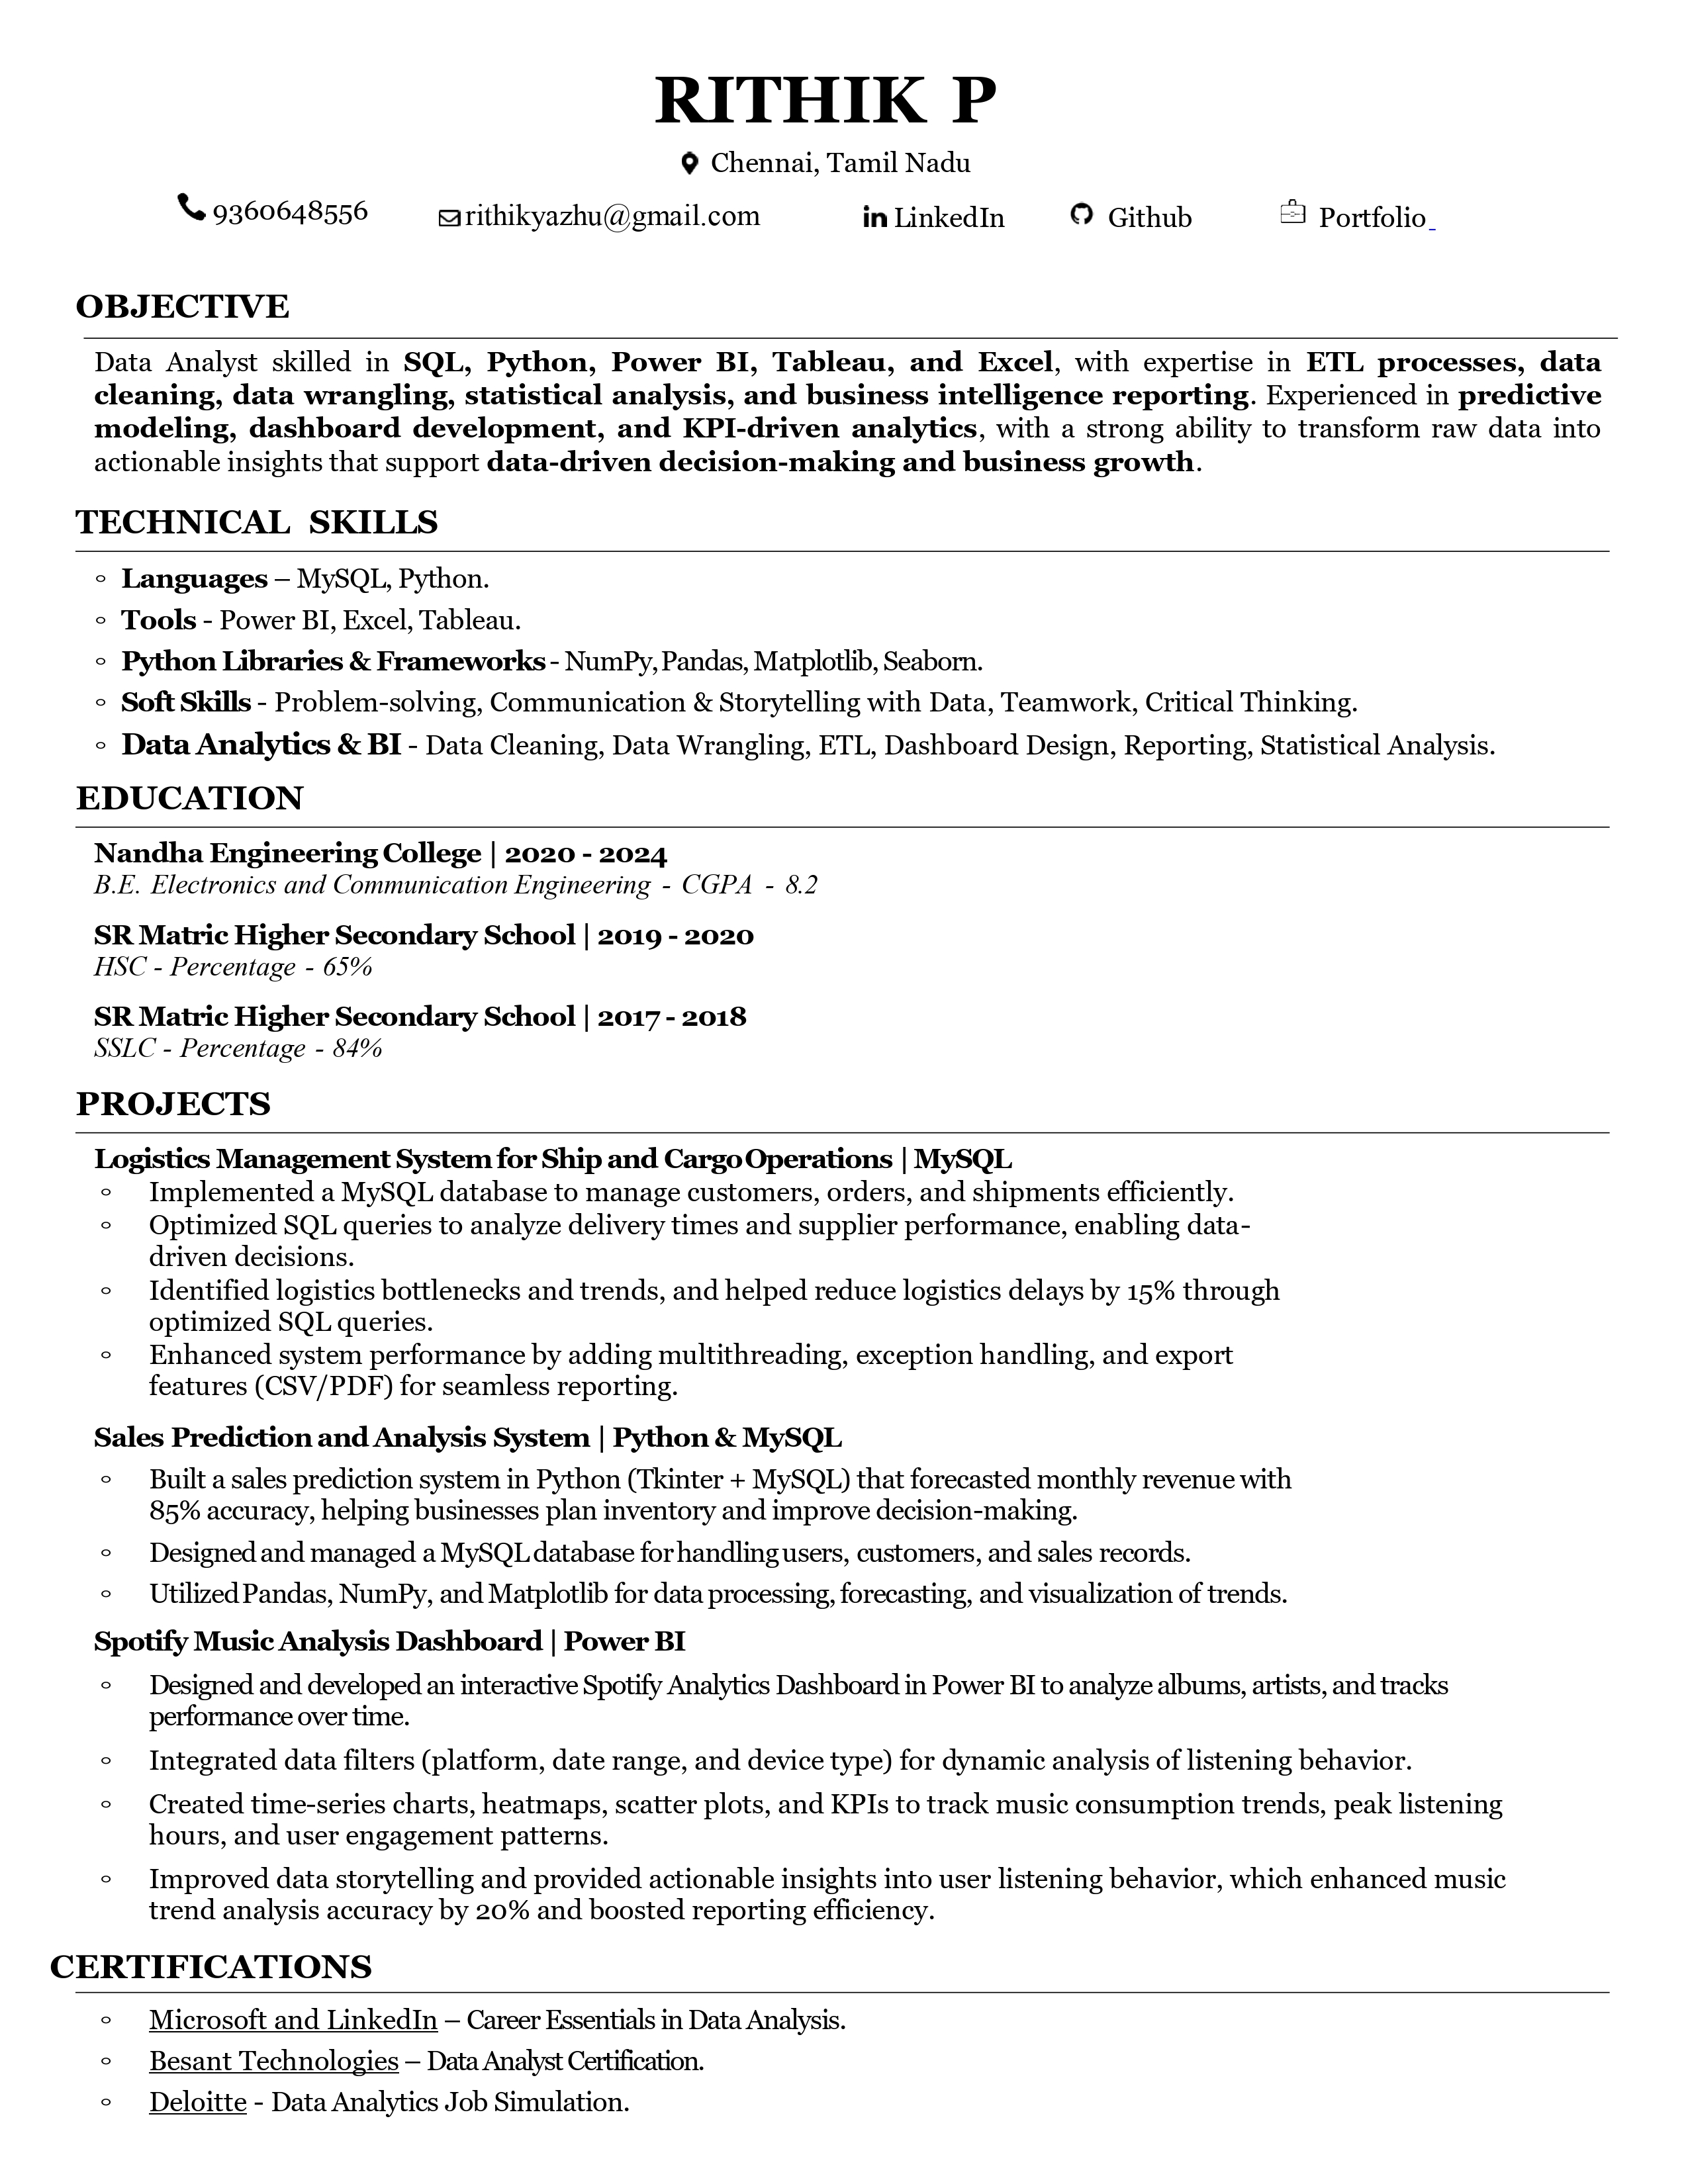 RITHIK P
Chennai, Tamil Nadu
9360648556 rithikyazhu@gmail.com LinkedIn Github Portfolio
OBJECTIVE
Data Analyst skilled in SQL, Python, Power BI, Tableau, and Excel, with expertise in ETL processes, data
cleaning, data wrangling, statistical analysis, and business intelligence reporting. Experienced in predictive
modeling, dashboard development, and KPI-driven analytics, with a strong ability to transform raw data into
actionable insights that support data-driven decision-making and business growth.
TECHNICAL SKILLS
◦ Languages – MySQL, Python.
◦ Tools - Power BI, Excel, Tableau.
◦ Python Libraries & Frameworks - NumPy, Pandas, Matplotlib, Seaborn.
◦ Soft Skills - Problem-solving, Communication & Storytelling with Data, Teamwork, Critical Thinking.
◦ Data Analytics & BI - Data Cleaning, Data Wrangling, ETL, Dashboard Design, Reporting, Statistical Analysis.
EDUCATION
Nandha Engineering College | 2020 - 2024
B.E. Electronics and Communication Engineering - CGPA - 8.2
SR Matric Higher Secondary School | 2019 - 2020
HSC - Percentage - 65%
SR Matric Higher Secondary School | 2017 - 2018
SSLC - Percentage - 84%
PROJECTS
Logistics Management System for Ship and Cargo Operations | MySQL
◦ Implemented a MySQL database to manage customers, orders, and shipments efficiently.
◦ Optimized SQL queries to analyze delivery times and supplier performance, enabling data-
driven decisions.
◦ Identified logistics bottlenecks and trends, and helped reduce logistics delays by 15% through
optimized SQL queries.
◦ Enhanced system performance by adding multithreading, exception handling, and export
features (CSV/PDF) for seamless reporting.
Sales Prediction and Analysis System | Python & MySQL
◦ Built a sales prediction system in Python (Tkinter + MySQL) that forecasted monthly revenue with
85% accuracy, helping businesses plan inventory and improve decision-making.
◦ Designed and managed a MySQL database for handling users, customers, and sales records.
◦ Utilized Pandas, NumPy, and Matplotlib for data processing, forecasting, and visualization of trends.
Spotify Music Analysis Dashboard | Power BI
◦ Designed and developed an interactive Spotify Analytics Dashboard in Power BI to analyze albums, artists, and tracks
performance over time.
◦ Integrated data filters (platform, date range, and device type) for dynamic analysis of listening behavior.
◦ Created time-series charts, heatmaps, scatter plots, and KPIs to track music consumption trends, peak listening
hours, and user engagement patterns.
◦ Improved data storytelling and provided actionable insights into user listening behavior, which enhanced music
trend analysis accuracy by 20% and boosted reporting efficiency.
CERTIFICATIONS
◦ Microsoft and LinkedIn – Career Essentials in Data Analysis.
◦ Besant Technologies – Data Analyst Certification.
◦ Deloitte - Data Analytics Job Simulation.